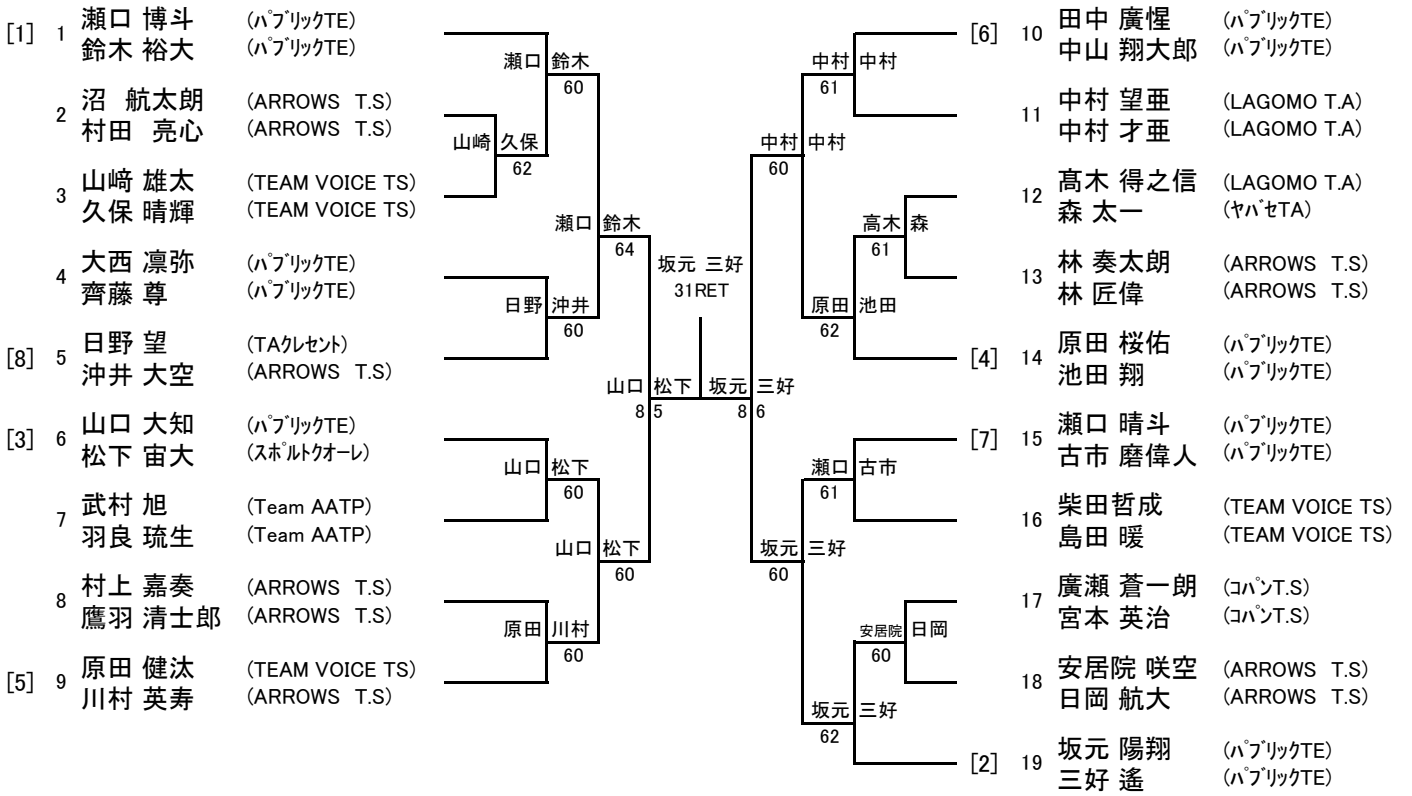 [1] 1 瀬口 博斗 (ﾊﾟﾌﾞﾘｯｸTE)
鈴木 裕大 (ﾊﾟﾌﾞﾘｯｸTE)
2 沼 航太朗 (ARROWS T.S)
村田 亮心 (ARROWS T.S)
3 山﨑 雄太 (TEAM VOICE TS)
久保 晴輝 (TEAM VOICE TS)
4 大西 凛弥 (ﾊﾟﾌﾞﾘｯｸTE)
齊藤 尊 (ﾊﾟﾌﾞﾘｯｸTE)
[8] 5 日野 望 (TAｸﾚｾﾝﾄ)
沖井 大空 (ARROWS T.S)
[3] 6 山口 大知 (ﾊﾟﾌﾞﾘｯｸTE)
松下 宙大 (ｽﾎﾟﾙﾄｸｵｰﾚ)
7 武村 旭 (Team AATP)
羽良 琉生 (Team AATP)
8 村上 嘉奏 (ARROWS T.S)
鷹羽 清士郎 (ARROWS T.S)
[5] 9 原田 健汰 (TEAM VOICE TS)
川村 英寿 (ARROWS T.S)
瀬口 鈴木
60
山崎 久保
62
瀬口 鈴木
64
日野 沖井
60
山口 松下
8 5
山口 松下
60
山口 松下
60
原田 川村
60
坂元 三好
31RET
中村 中村
61
中村 中村
60
高木 森
61
原田 池田
62
坂元 三好
8 6
瀬口 古市
61
坂元 三好
60
安居院 日岡
60
坂元 三好
62
[6] 10 田中 廣惺 (ﾊﾟﾌﾞﾘｯｸTE)
中山 翔大郎 (ﾊﾟﾌﾞﾘｯｸTE)
11 中村 望亜 (LAGOMO T.A)
中村 才亜 (LAGOMO T.A)
12 髙木 得之信 (LAGOMO T.A)
森 太一 (ﾔﾊﾞｾTA)
13 林 奏太朗 (ARROWS T.S)
林 匠偉 (ARROWS T.S)
[4] 14 原田 桜佑 (ﾊﾟﾌﾞﾘｯｸTE)
池田 翔 (ﾊﾟﾌﾞﾘｯｸTE)
[7] 15 瀬口 晴斗 (ﾊﾟﾌﾞﾘｯｸTE)
古市 磨偉人 (ﾊﾟﾌﾞﾘｯｸTE)
16 柴田哲成 (TEAM VOICE TS)
島田 暖 (TEAM VOICE TS)
17 廣瀬 蒼一朗 (ｺﾊﾟﾝT.S)
宮本 英治 (ｺﾊﾟﾝT.S)
18 安居院 咲空 (ARROWS T.S)
日岡 航大 (ARROWS T.S)
[2] 19 坂元 陽翔 (ﾊﾟﾌﾞﾘｯｸTE)
三好 遙 (ﾊﾟﾌﾞﾘｯｸTE)